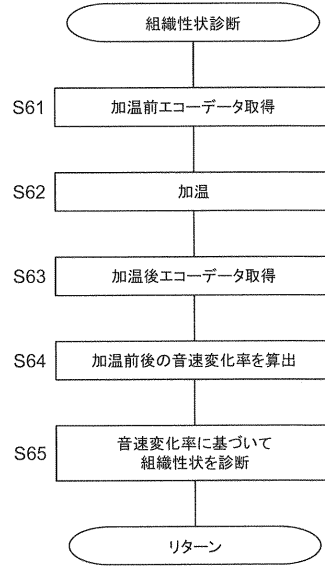 組織性状診断
S61
加温前エコーデータ取得
S62
加温
S63
加温後エコーデータ取得
S64
加温前後の音速変化率を算出
S65
音速変化率に基づいて
組織性状を診断
リターン